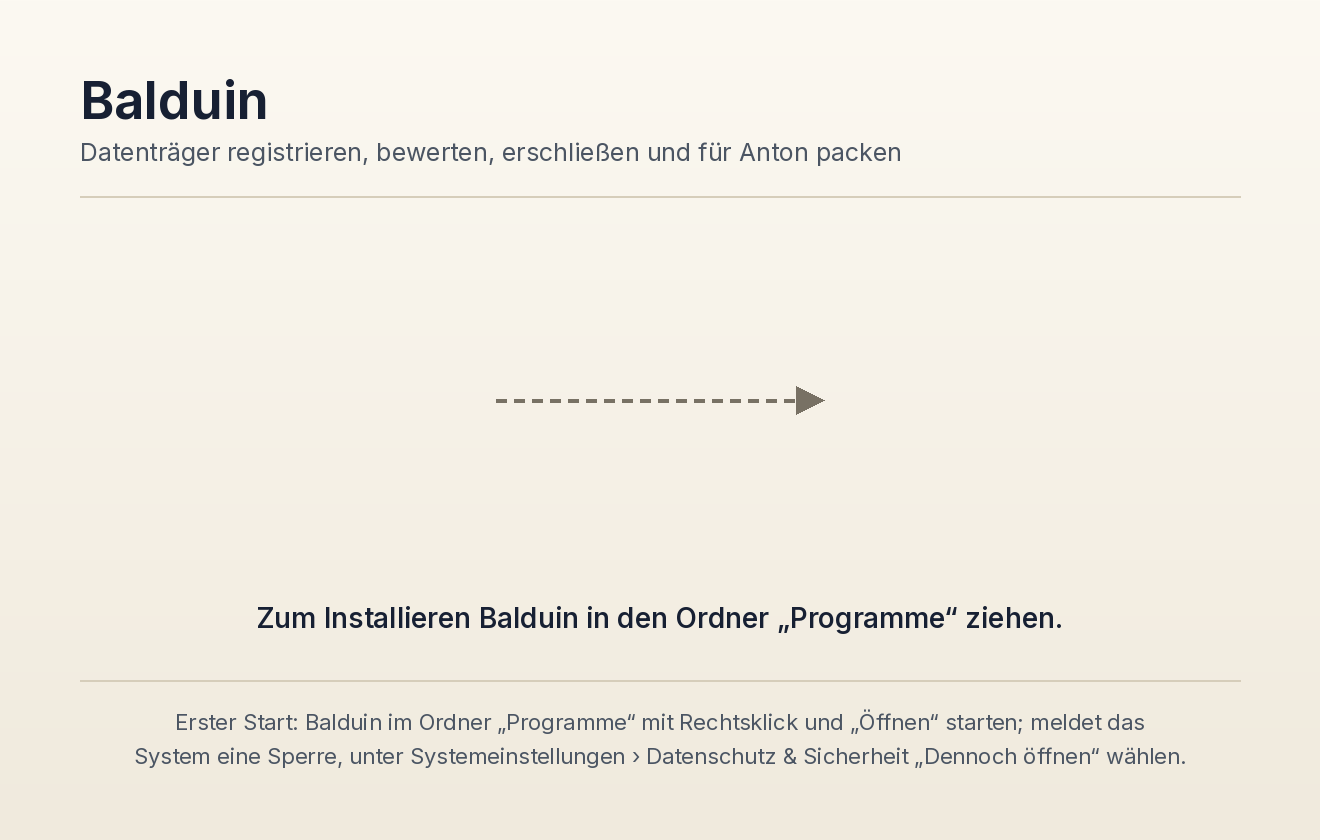 Balduin
Datenträger registrieren, bewerten, erschließen und für Anton packen
Zum Installieren Balduin in den Ordner „Programme“ ziehen.
Erster Start: Balduin im Ordner „Programme“ mit Rechtsklick und „Öffnen“ starten; meldet das
System eine Sperre, unter Systemeinstellungen › Datenschutz & Sicherheit „Dennoch öffnen“ wählen.